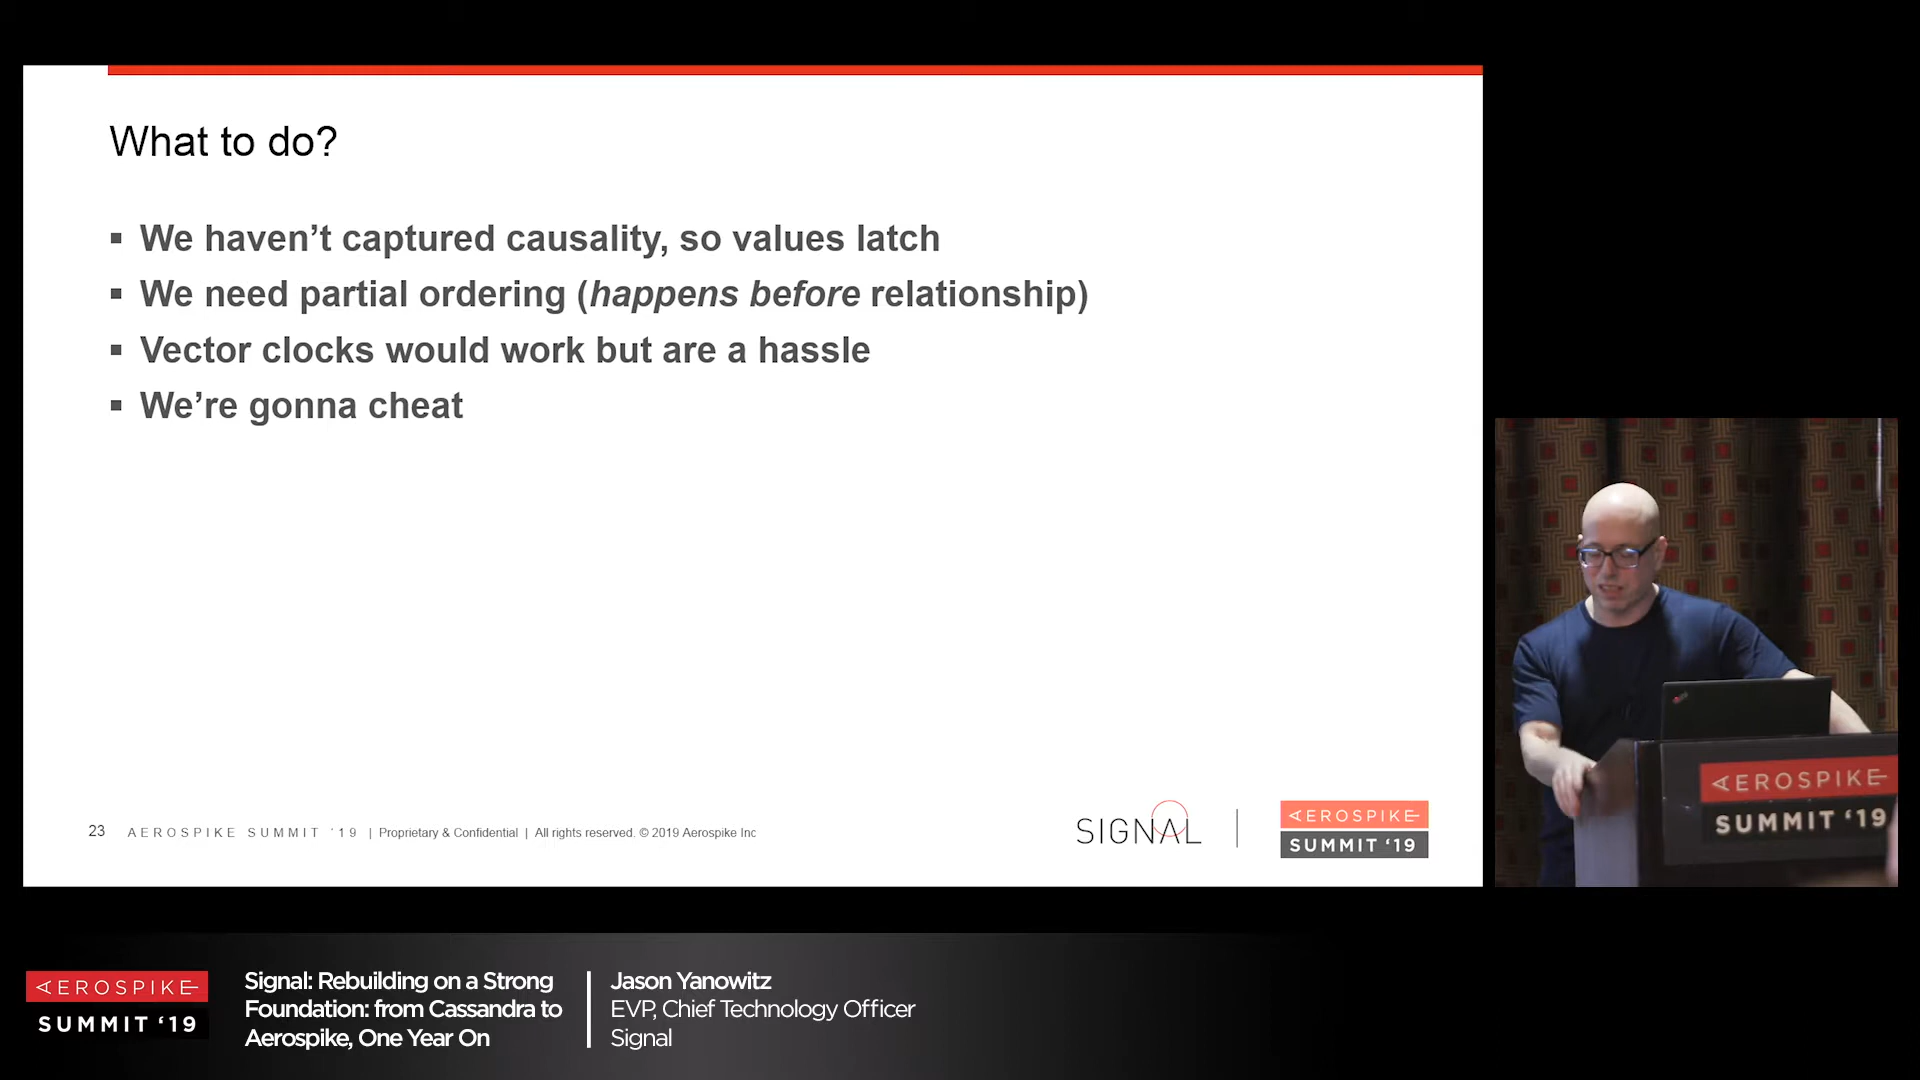 What to do?
We haven’t captured causality, so values latch
We need partial ordering (happens before relationship)
Vector clocks would work but are a hassle
We’re gonna cheat
23 AEROSPIKE SUMMIT ‘19 | Proprietary & Confidential | All rights reserved. © 2019 Aerospike Inc
SIGNAL
AEROSPIKE
SUMMIT ‘19
AEROSPIKE
SUMMIT ‘19
AEROSPIKE
SUMMIT ‘19
Signal: Rebuilding on a Strong
Foundation: from Cassandra to
Aerospike, One Year On
Jason Yanowitz
EVP, Chief Technology Officer
Signal